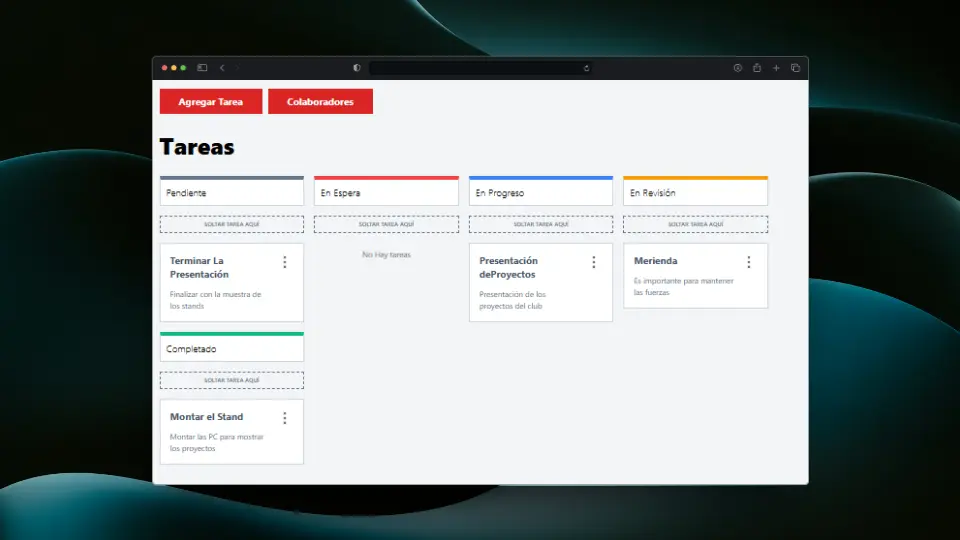 Agregar Tarea
Colaboradores
Tareas
Pendiente
SOLTAR TAREA AQUÍ
Terminar La
Presentación
Finalizar con la muestra de
los stands
En Espera
SOLTAR TAREA AQUÍ
No Hay tareas
En Progreso
SOLTAR TAREA AQUÍ
Presentación
deProyectos
Presentación de los
proyectos del club
En Revisión
SOLTAR TAREA AQUÍ
Merienda
Es importante para mantener
las fuerzas
Completado
SOLTAR TAREA AQUÍ
Montar el Stand
Montar las PC para mostrar
los proyectos